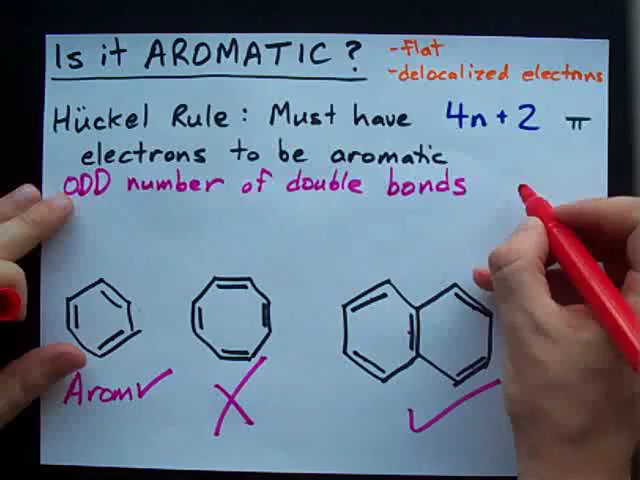 Is it AROMATIC?
-flat
-delocalized electrons
Hückel Rule: Must have 4n+2 π
electrons to be aromatic
ODD number of double bonds
Arom✓ X ✓